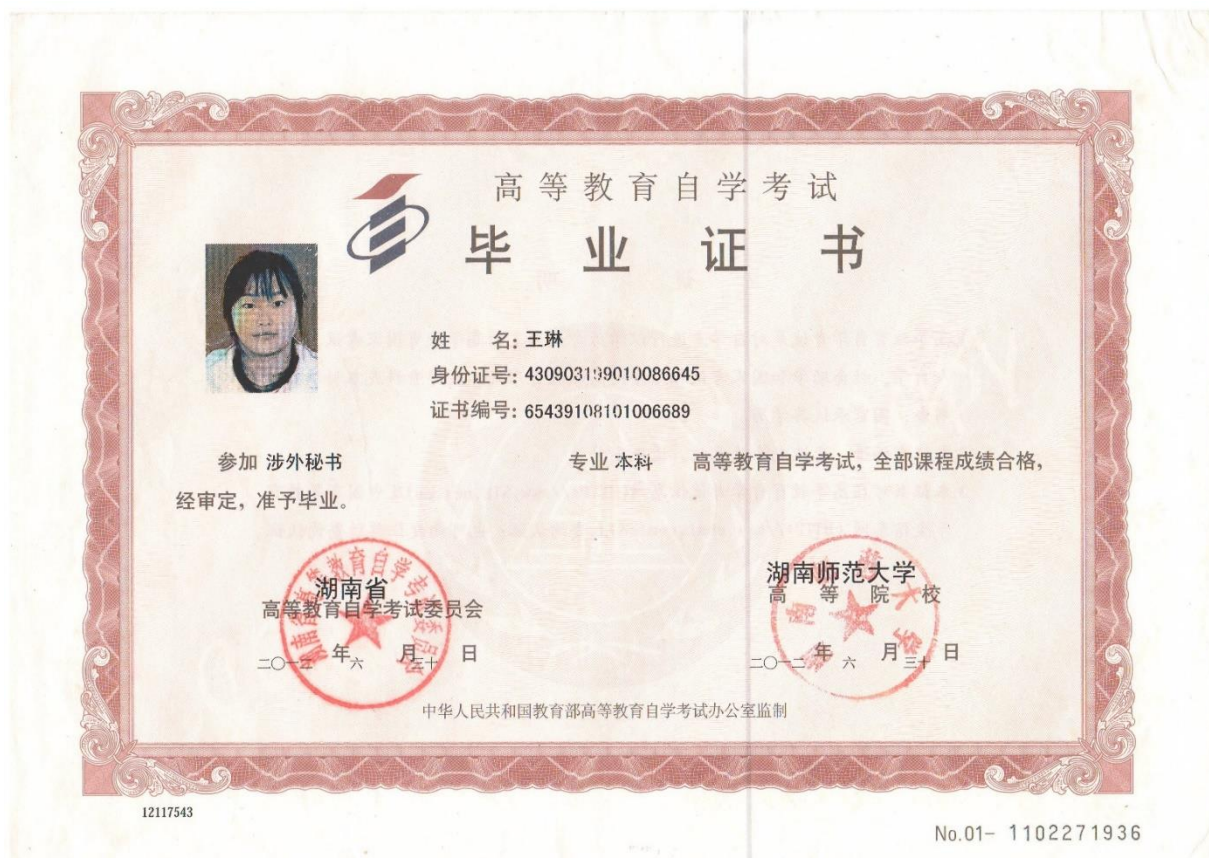 高等教育自学考试
毕业证书
姓 名: 王琳
身份证号: 430903199010086645
证书编号: 65439108101006689
参加 涉外秘书 专业 本科 高等教育自学考试, 全部课程成绩合格,
经审定, 准予毕业。
湖南省 湖南师范大学
高等教育自学考试委员会 高等院校
二〇一二 年 六 月 三十 日 二〇一二 年 六 月 三十 日
中华人民共和国教育部高等教育自学考试办公室监制
12117543
No.01- 1102271936